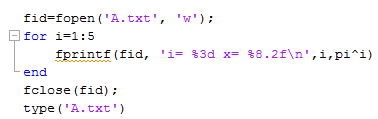 fid=fopen('A.txt', 'w');
for i=1:5
fprintf(fid, 'i= %3d x= %8.2f\n',i,pi^i)
end
fclose(fid);
type('A.txt')